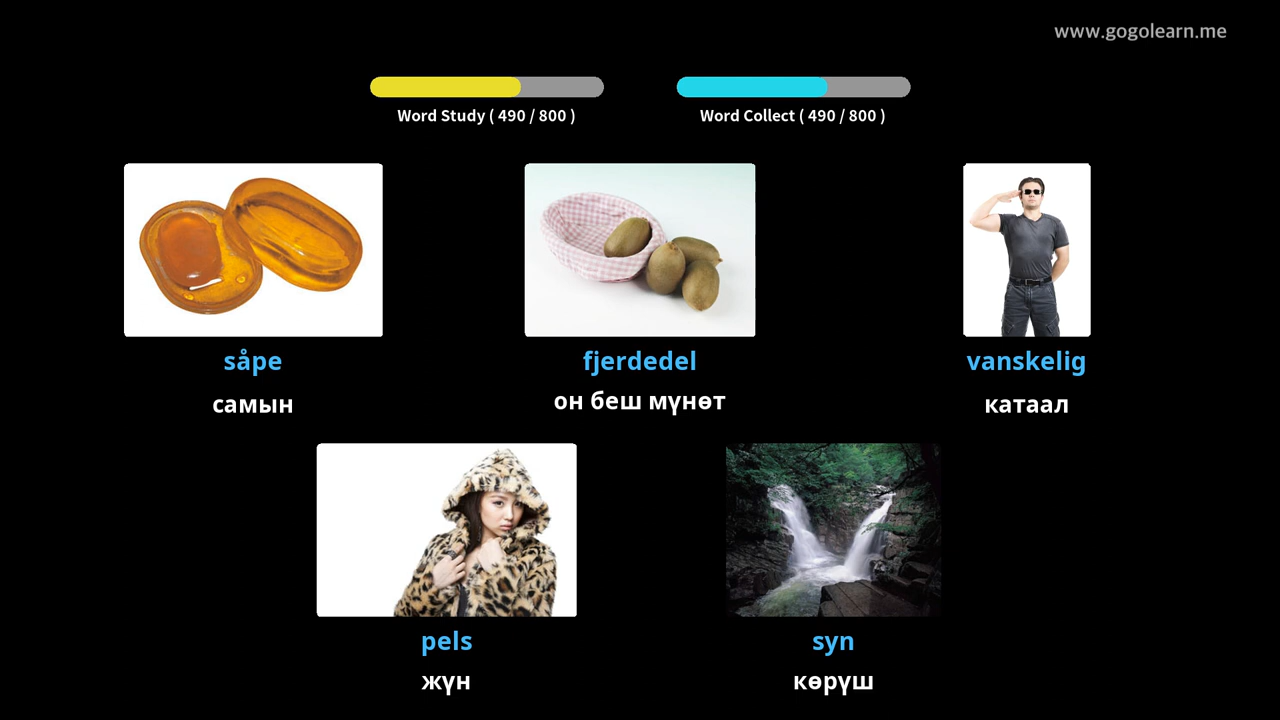 www.gogolearn.me
Word Study ( 490 / 800 )
Word Collect ( 490 / 800 )
såpe
fjerdedel
vanskelig
самын
он беш мүнөт
катаал
pels
syn
жүн
көрүш